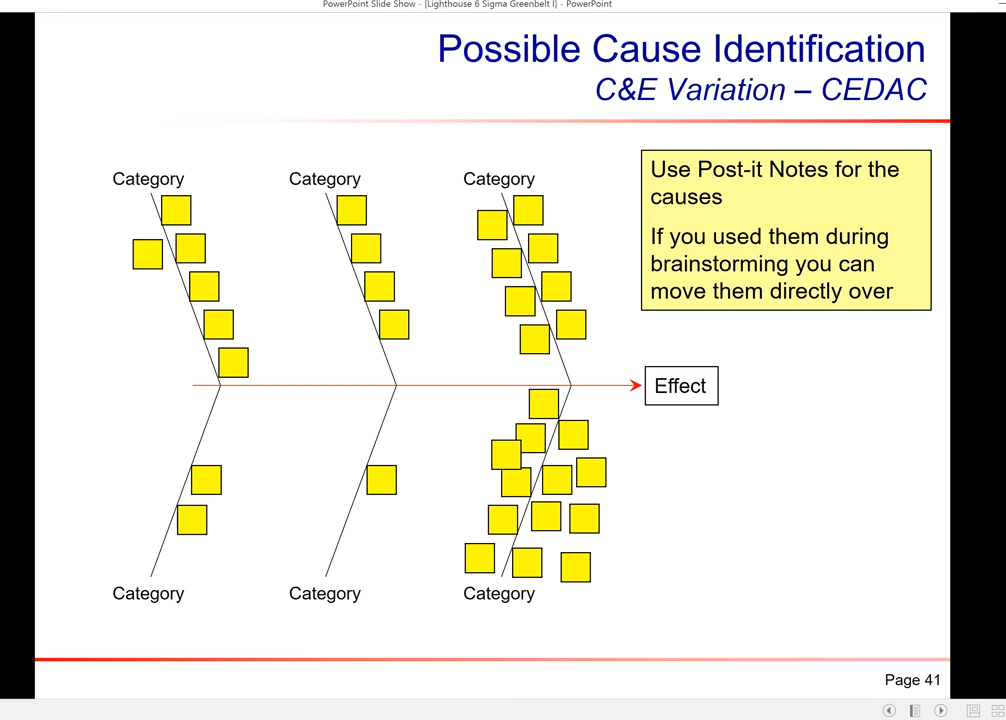 PowerPoint Slide Show - [Lighthouse 6 Sigma Greenbelt I] - PowerPoint
Possible Cause Identification
C&E Variation – CEDAC
Category
Category
Category
Use Post-it Notes for the
causes
If you used them during
brainstorming you can
move them directly over
Effect
Category
Category
Category
Page 41